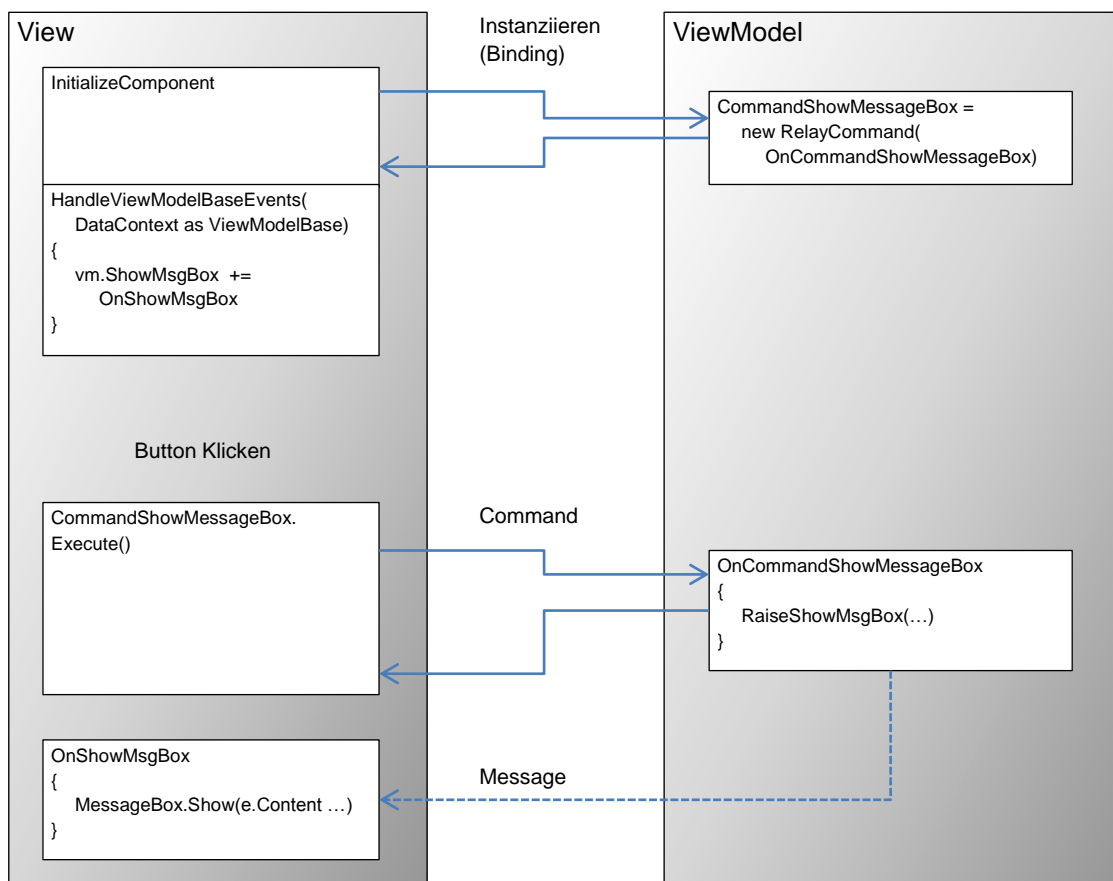 View
InitializeComponent
HandleViewModelBaseEvents(
DataContext as ViewModelBase)
{
vm.ShowMsgBox +=
OnShowMsgBox
}
Button Klicken
CommandShowMessageBox.
Execute()
OnShowMsgBox
{
MessageBox.Show(e.Content …)
}
Instanziieren
(Binding)
Command
Message
ViewModel
CommandShowMessageBox =
new RelayCommand(
OnCommandShowMessageBox)
OnCommandShowMessageBox
{
RaiseShowMsgBox(…)
}